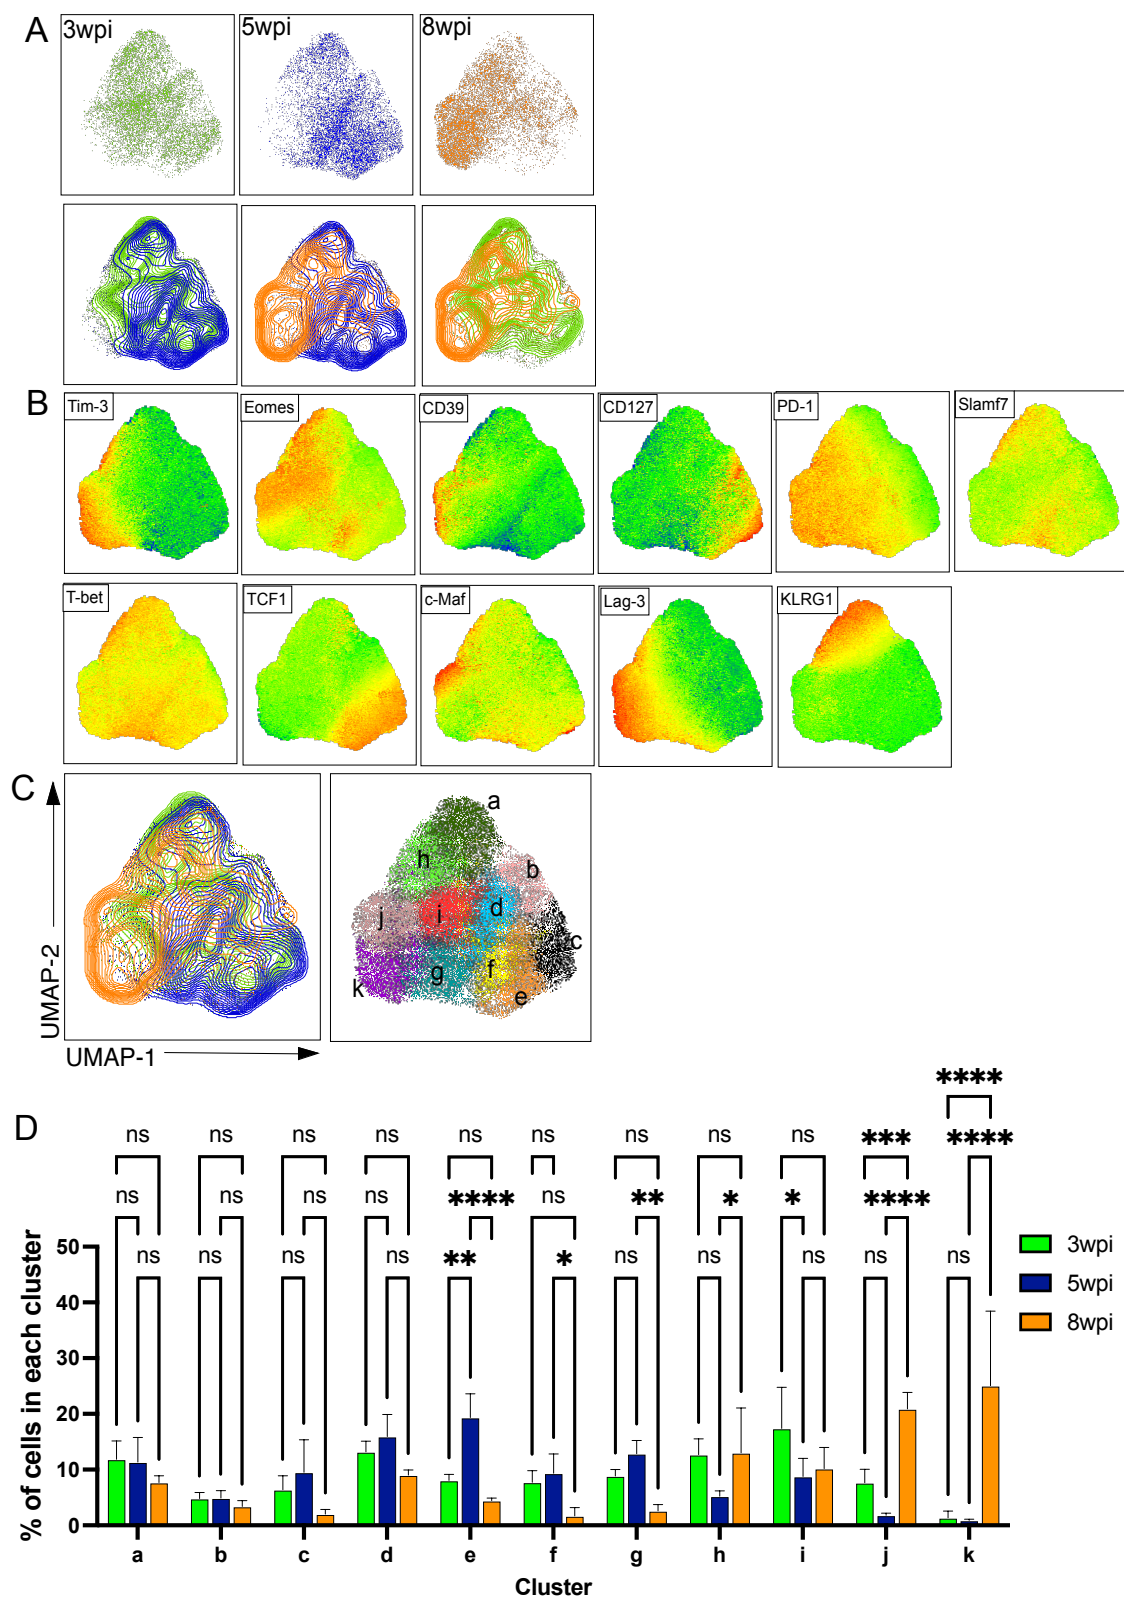 A
3wpi
5wpi
8wpi
B
Tim-3
Eomes
CD39
CD127
PD-1
Slamf7
T-bet
TCF1
c-Maf
Lag-3
KLRG1
C
UMAP-2
UMAP-1
a
h
b
j
i
d
c
g
f
k
e
D
****
ns ns ns ns ns ns ns ns ns *** ****
ns ns ns ns **** ns ** * * ****
ns ns ns ns ** * ns ns ns ns ns
% of cells in each cluster
50
40
30
20
10
0
a b c d e f g h i j k
Cluster
3wpi
5wpi
8wpi